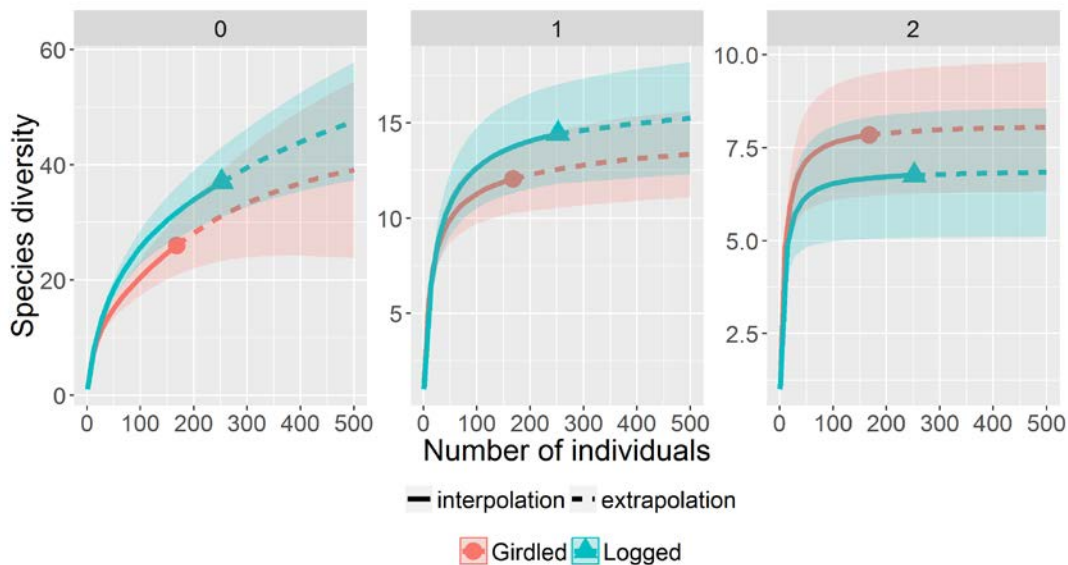 0 1 2
Species diversity
60
40
20
0
15
10
5
10.0
7.5
5.0
2.5
0 100 200 300 400 500 0 100 200 300 400 500 0 100 200 300 400 500
Number of individuals
interpolation extrapolation
Girdled Logged